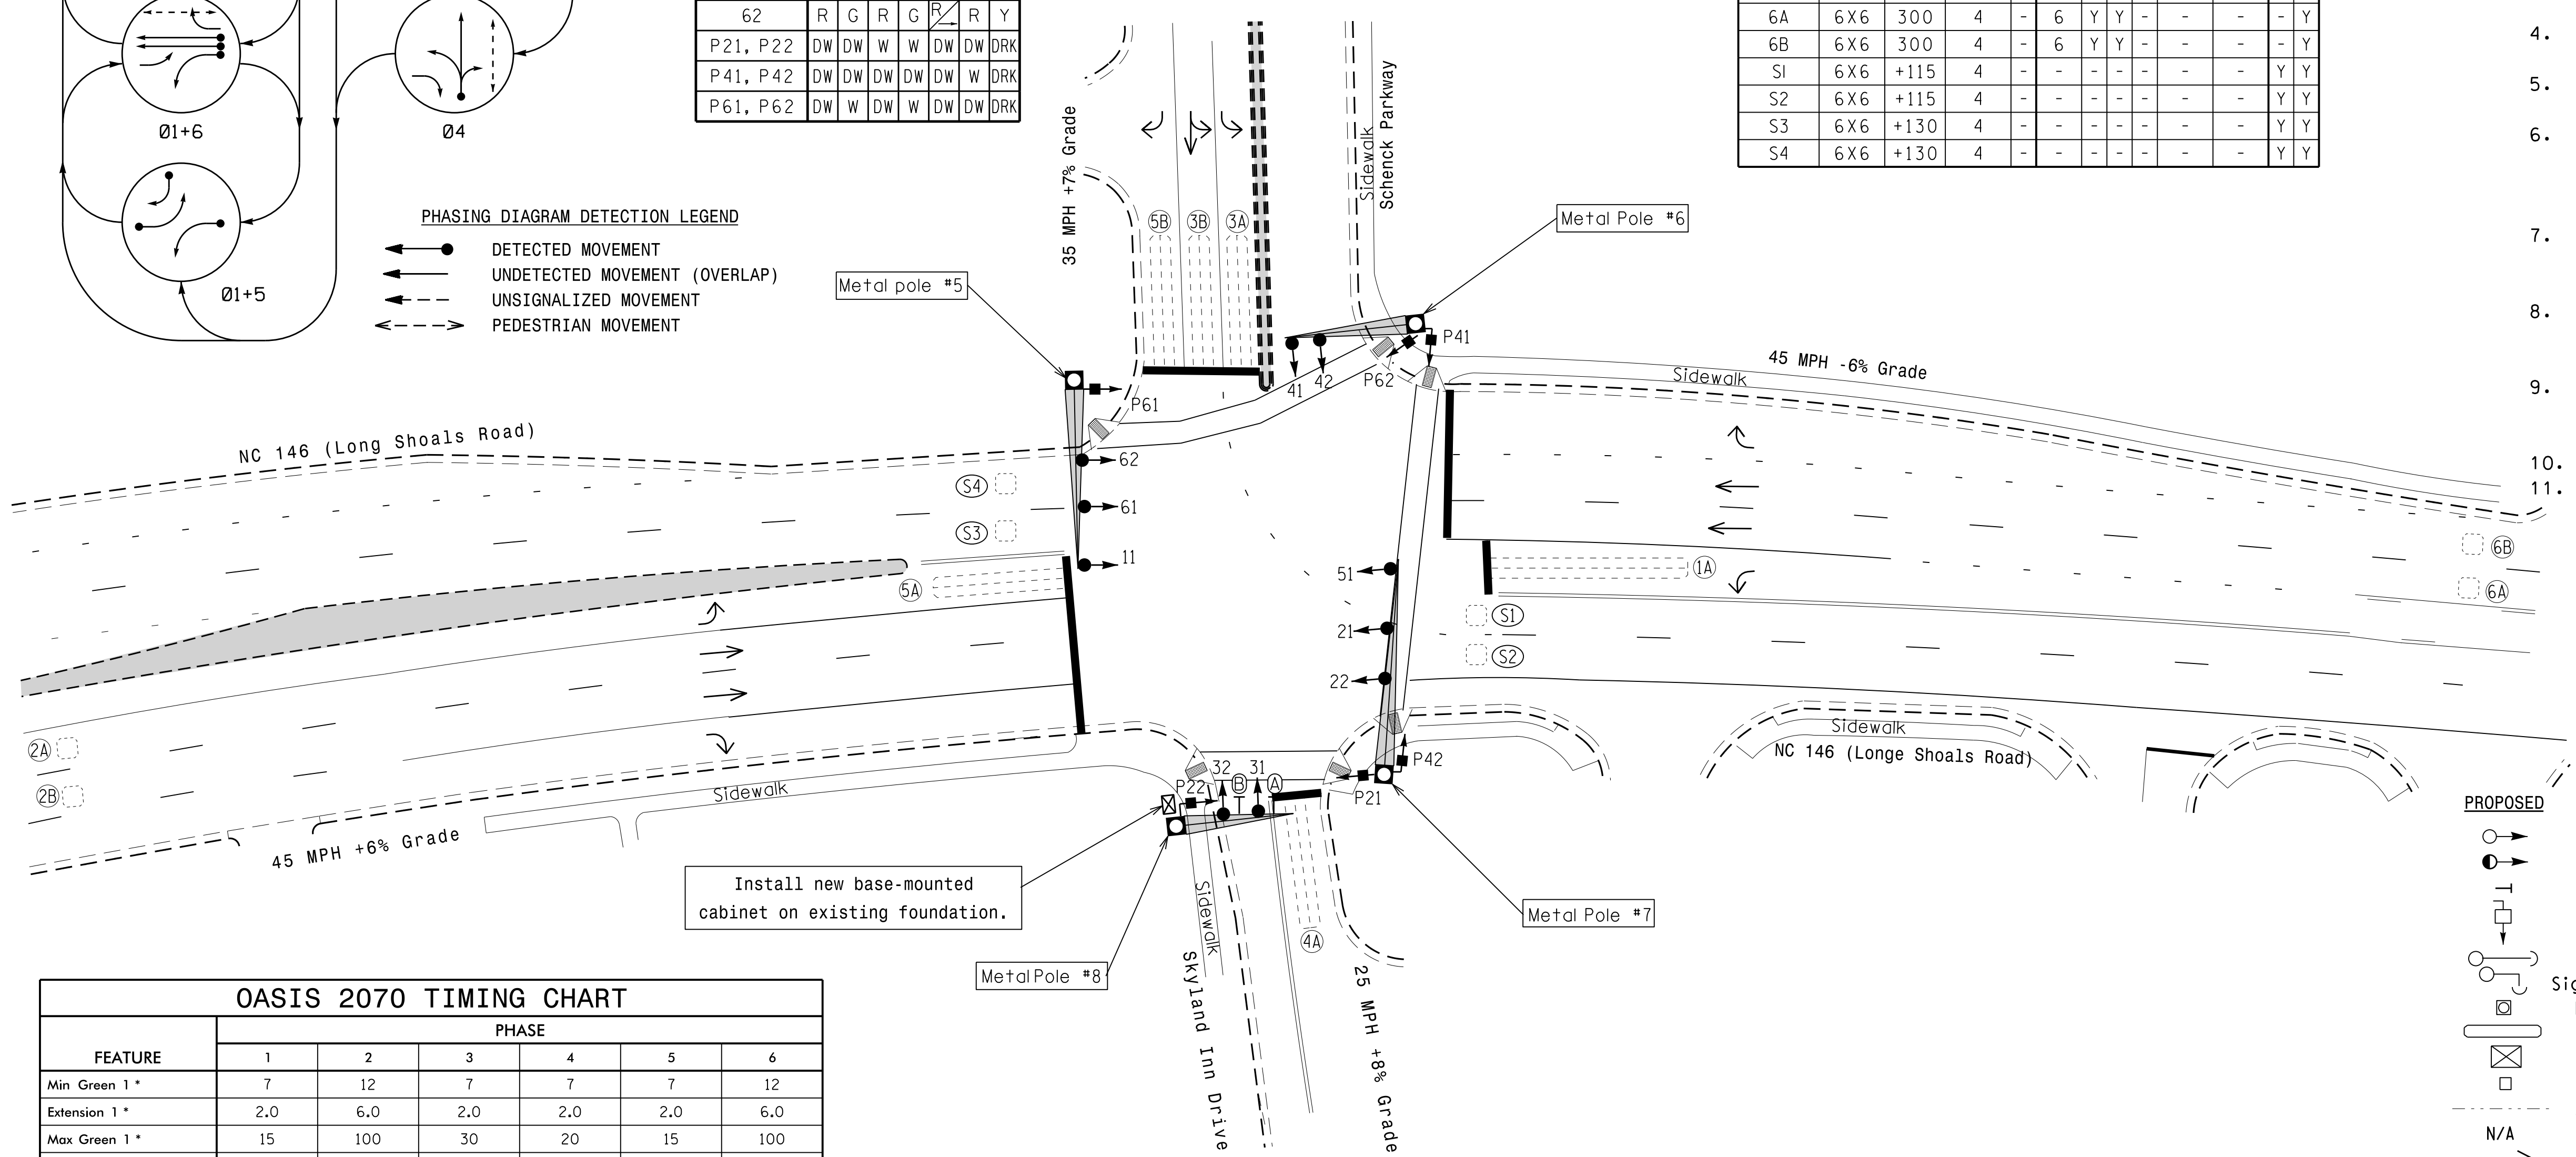 62 R G R G R R Y
P21, P22 DW DW W W DW DW DRK
P41, P42 DW DW DW DW DW W DRK
P61, P62 DW W DW W DW DW DRK
Ø1+6
Ø4
Ø1+5
PHASING DIAGRAM DETECTION LEGEND
DETECTED MOVEMENT
UNDETECTED MOVEMENT (OVERLAP)
UNSIGNALIZED MOVEMENT
PEDESTRIAN MOVEMENT
6A 6X6 300 4 - 6 Y Y - - - - Y
6B 6X6 300 4 - 6 Y Y - - - - Y
S1 6X6 +115 4 - - - - - - - Y Y
S2 6X6 +115 4 - - - - - - - Y Y
S3 6X6 +130 4 - - - - - - - Y Y
S4 6X6 +130 4 - - - - - - - Y Y
4.
5.
6.
7.
8.
9.
10.
11.
35 MPH +7% Grade
Sidewalk
Schenck Parkway
5B
3B
3A
Metal pole #5
Metal Pole #6
P61
41
42
P62
P41
NC 146 (Long Shoals Road)
45 MPH -6% Grade
Sidewalk
S4
S3
62
61
11
5A
51
21
22
1A
S1
S2
6B
6A
2A
2B
Sidewalk
45 MPH +6% Grade
P22
32
B
31
A
P21
P42
Sidewalk
NC 146 (Longe Shoals Road)
Install new base-mounted
cabinet on existing foundation.
Metal Pole #8
Metal Pole #7
Sidewalk
4A
Skyland Inn Drive
25 MPH +8% Grade
PROPOSED
Sig
N/A
OASIS 2070 TIMING CHART
PHASE
FEATURE 1 2 3 4 5 6
Min Green 1 * 7 12 7 7 7 12
Extension 1 * 2.0 6.0 2.0 2.0 2.0 6.0
Max Green 1 * 15 100 30 20 15 100